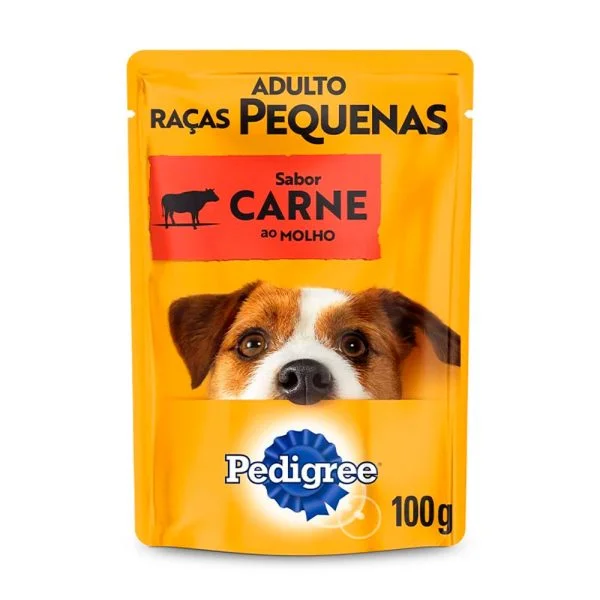 ADULTO
RAÇAS PEQUENAS
Sabor
CARNE
ao MOLHO
Pedigree
100g